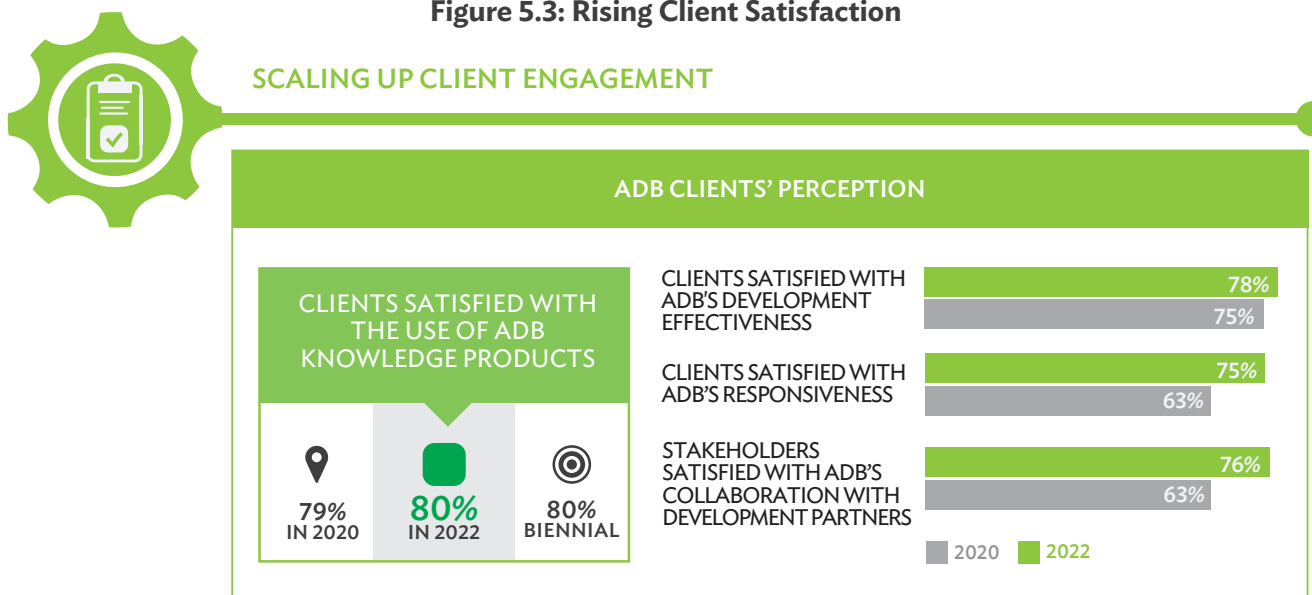 Figure 5.3: Rising Client Satisfaction
SCALING UP CLIENT ENGAGEMENT
ADB CLIENTS’ PERCEPTION
CLIENTS SATISFIED WITH
THE USE OF ADB
KNOWLEDGE PRODUCTS
79%
IN 2020
80%
IN 2022
80%
BIENNIAL
CLIENTS SATISFIED WITH
ADB’S DEVELOPMENT
EFFECTIVENESS
78%
75%
CLIENTS SATISFIED WITH
ADB’S RESPONSIVENESS
75%
63%
STAKEHOLDERS
SATISFIED WITH ADB’S
COLLABORATION WITH
DEVELOPMENT PARTNERS
76%
63%
2020 2022